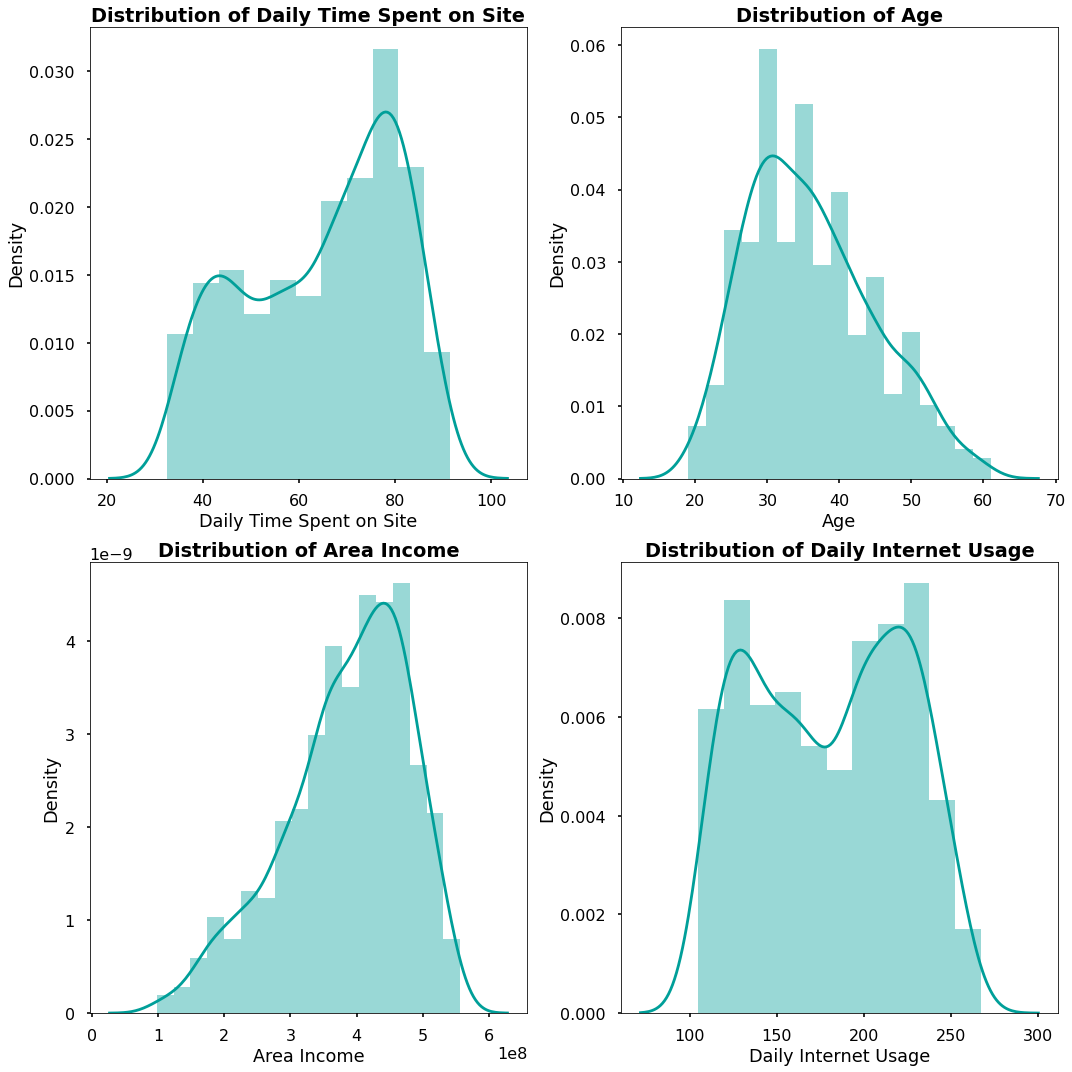 Distribution of Daily Time Spent on Site
0.030
0.025
0.020
0.015
0.010
0.005
0.000
Density
20 40 60 80 100
Daily Time Spent on Site
Distribution of Age
0.06
0.05
0.04
0.03
0.02
0.01
0.00
Density
10 20 30 40 50 60 70
Age
1e−9
Distribution of Area Income
4
3
2
1
0
Density
0 1 2 3 4 5 6
1e8
Area Income
Distribution of Daily Internet Usage
0.008
0.006
0.004
0.002
0.000
Density
100 150 200 250 300
Daily Internet Usage